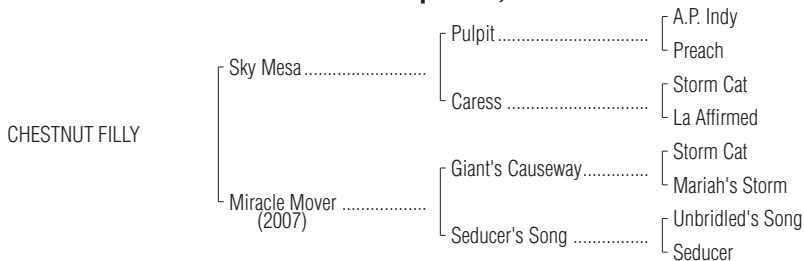 A.P. Indy
Pulpit
Preach
Sky Mesa
Storm Cat
Caress
La Affirmed
CHESTNUT FILLY
Storm Cat
Giant's Causeway
Mariah's Storm
Miracle Mover
(2007)
Unbridled's Song
Seducer's Song
Seducer